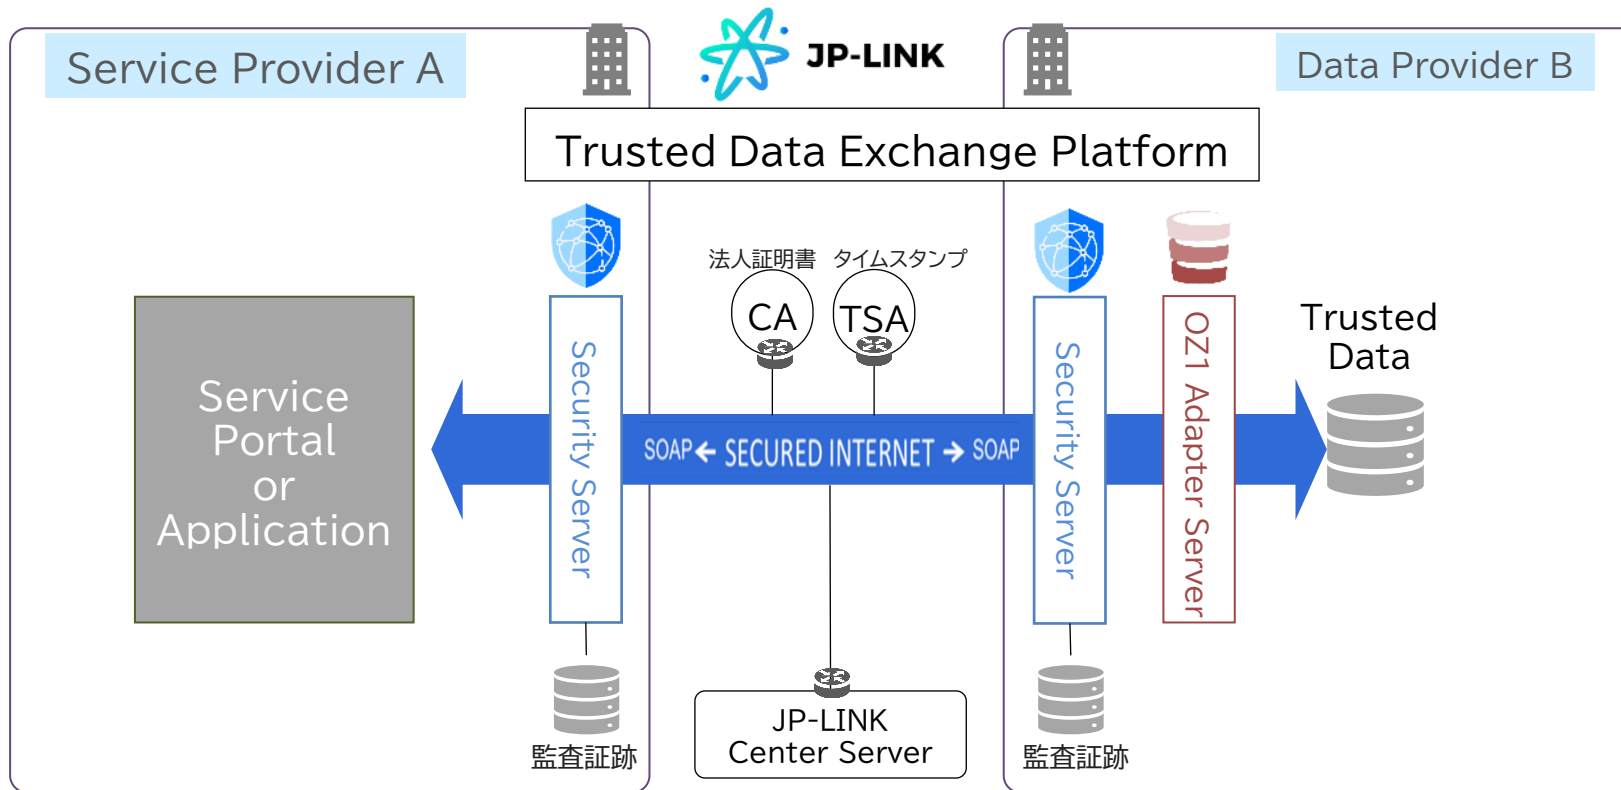 Service Provider A
JP-LINK
Data Provider B
Trusted Data Exchange Platform
法人証明書
タイムスタンプ
CA
TSA
Service
Portal
or
Application
Security Server
SOAP ← SECURED INTERNET → SOAP
Security Server
OZ1 Adapter Server
Trusted
Data
監査証跡
JP-LINK
Center Server
監査証跡